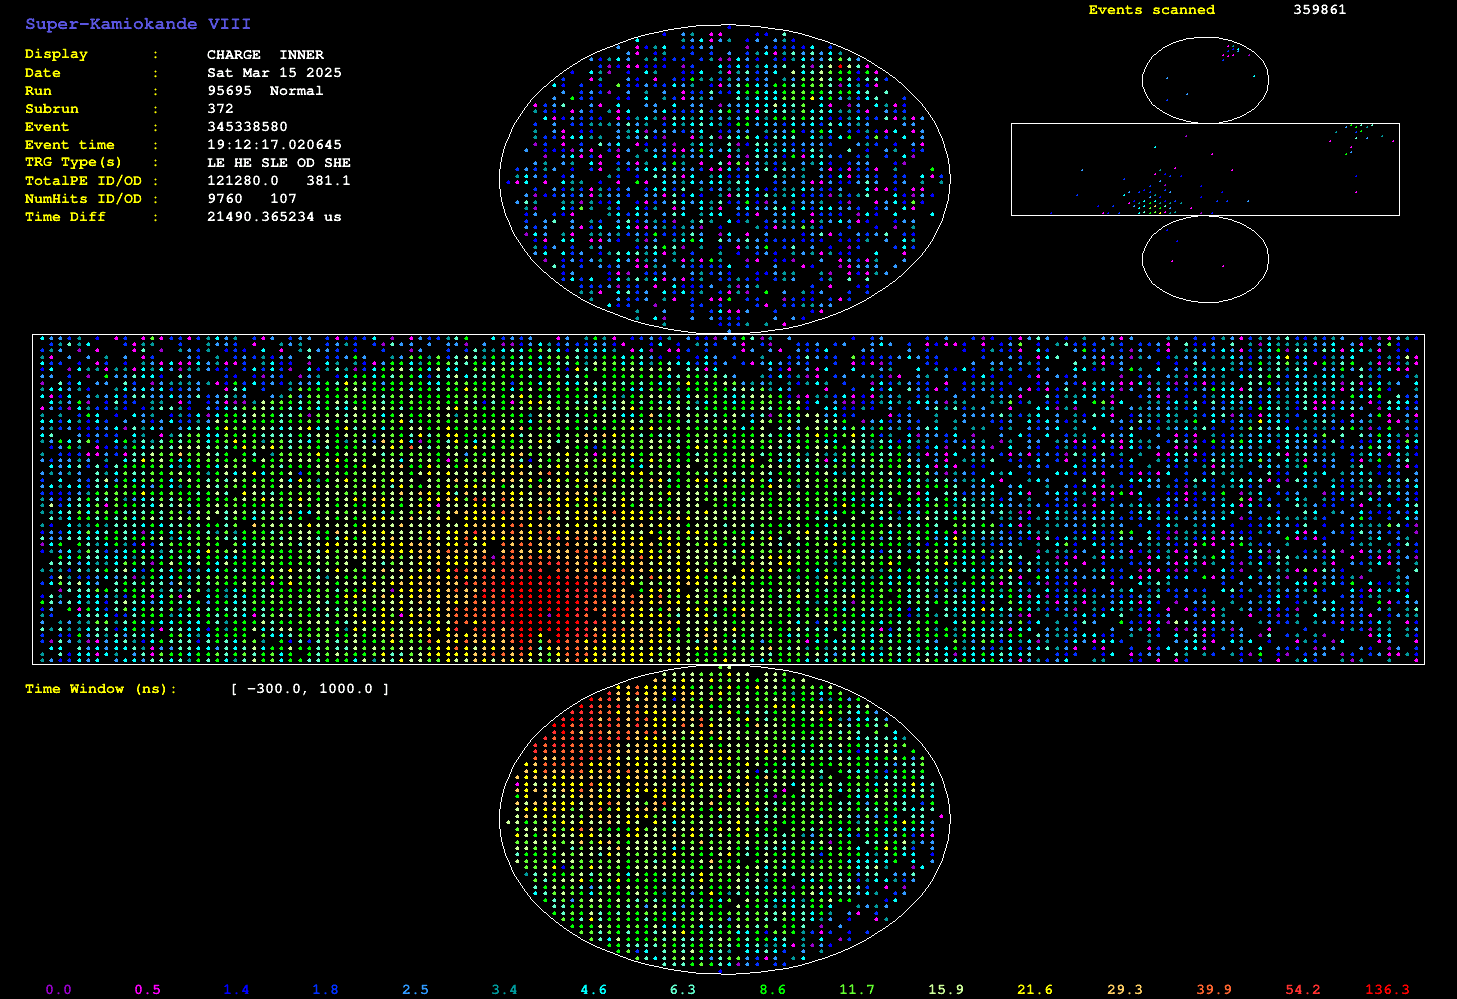 Super-Kamiokande VIII
Events scanned 359861
Display : CHARGE INNER
Date : Sat Mar 15 2025
Run : 95695 Normal
Subrun : 372
Event : 345338580
Event time : 19:12:17.020645
TRG Type(s) : LE HE SLE OD SHE
TotalPE ID/OD : 121280.0 381.1
NumHits ID/OD : 9760 107
Time Diff : 21490.365234 us
Time Window (ns): [ -300.0, 1000.0 ]
0.0 0.5 1.4 1.8 2.5 3.4 4.6 6.3 8.6 11.7 15.9 21.6 29.3 39.9 54.2 136.3